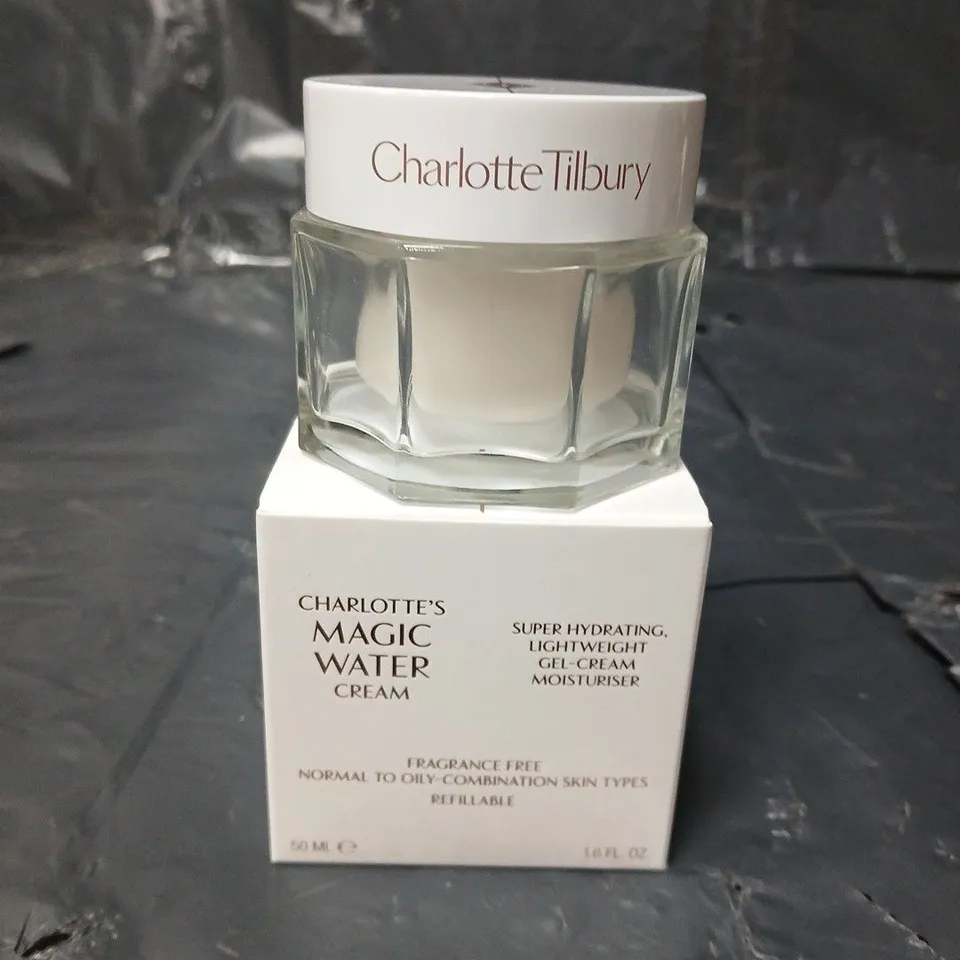 Charlotte Tilbury
CHARLOTTE'S
MAGIC
WATER
CREAM
SUPER HYDRATING,
LIGHTWEIGHT
GEL-CREAM
MOISTURISER
FRAGRANCE FREE
NORMAL TO OILY-COMBINATION SKIN TYPES
REFILLABLE
50 ML ℮
1.6 FL. OZ